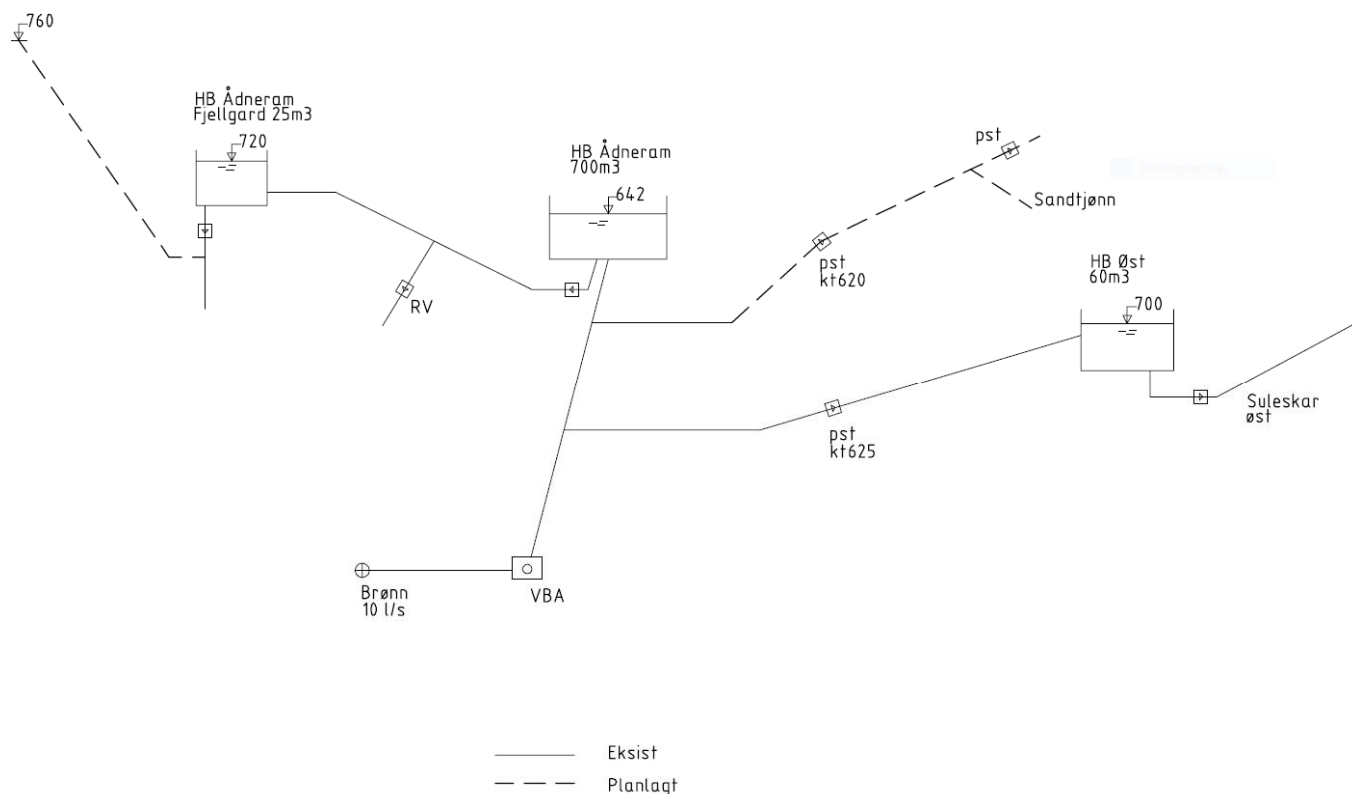 760
HB Ådneram
Fjellgard 25m3
720
HB Ådneram
700m3
642
pst
Sandtjønn
pst
kt620
HB Øst
60m3
700
RV
Suleskar
øst
pst
kt625
Brønn
10 l/s
VBA
Eksist
Planlagt